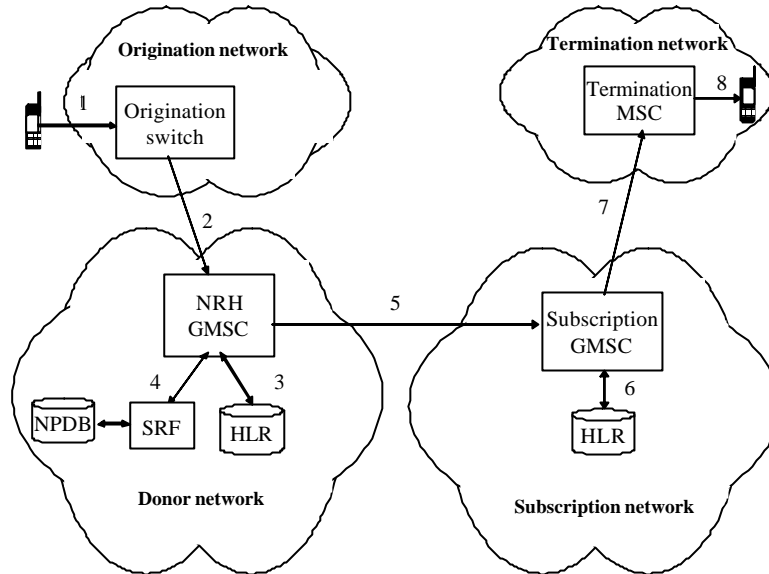 Origination network
1
Origination
switch
2
Termination network
Termination
MSC
8
7
NRH
GMSC
5
4
3
NPDB
SRF
HLR
Donor network
Subscription
GMSC
6
HLR
Subscription network